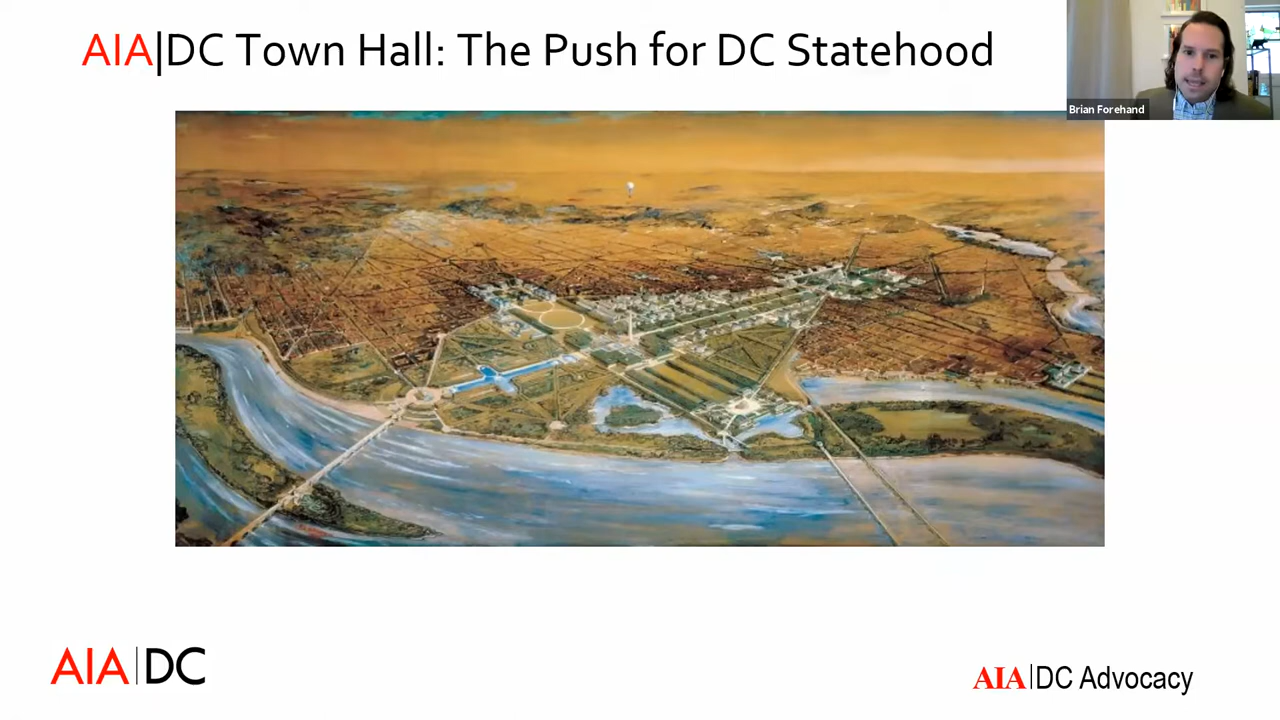 AIA|DC Town Hall: The Push for DC Statehood
Brian Forehand
AIA|DC
AIA|DC Advocacy